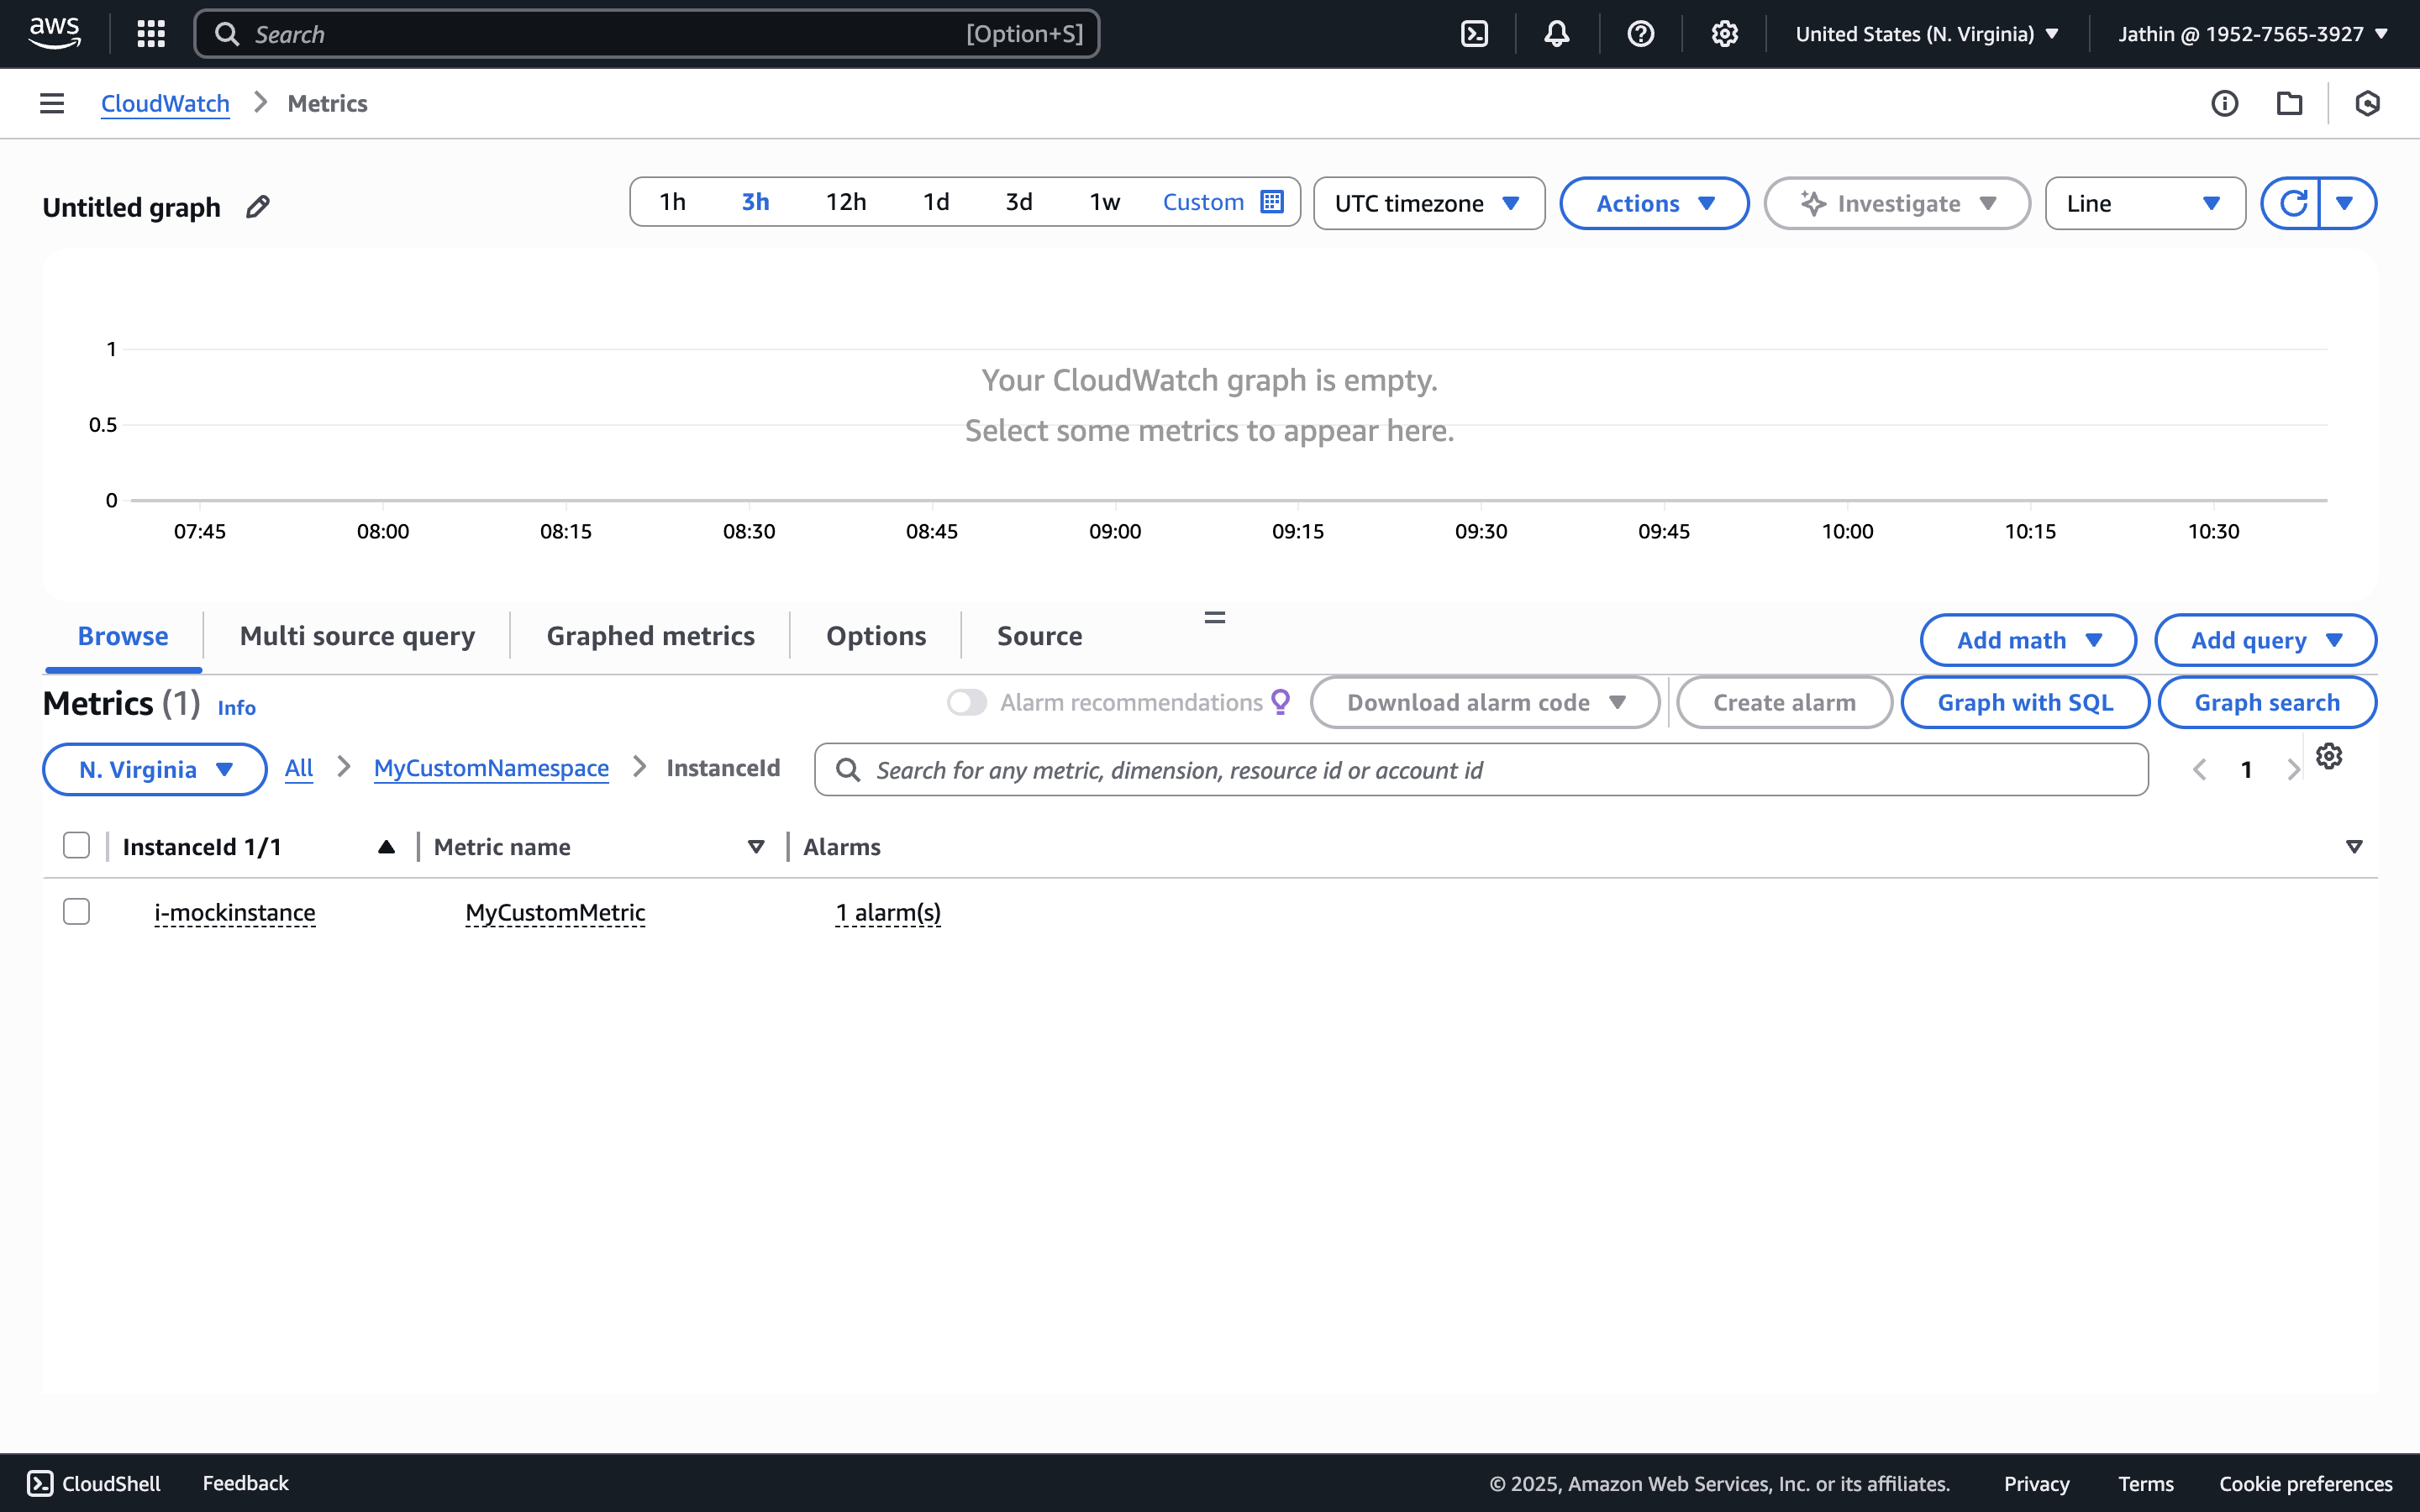 aws Search [Option+S] United States (N. Virginia) Jathin @ 1952-7565-3927
CloudWatch Metrics
Untitled graph 1h 3h 12h 1d 3d 1w Custom UTC timezone Actions Investigate Line
1
Your CloudWatch graph is empty.
0.5
Select some metrics to appear here.
0
07:45 08:00 08:15 08:30 08:45 09:00 09:15 09:30 09:45 10:00 10:15 10:30
Browse Multi source query Graphed metrics Options Source Add math Add query
Metrics (1) Info Alarm recommendations Download alarm code Create alarm Graph with SQL Graph search
N. Virginia All MyCustomNamespace InstanceId Search for any metric, dimension, resource id or account id 1
InstanceId 1/1 Metric name Alarms
i-mockinstance MyCustomMetric 1 alarm(s)
CloudShell Feedback © 2025, Amazon Web Services, Inc. or its affiliates. Privacy Terms Cookie preferences